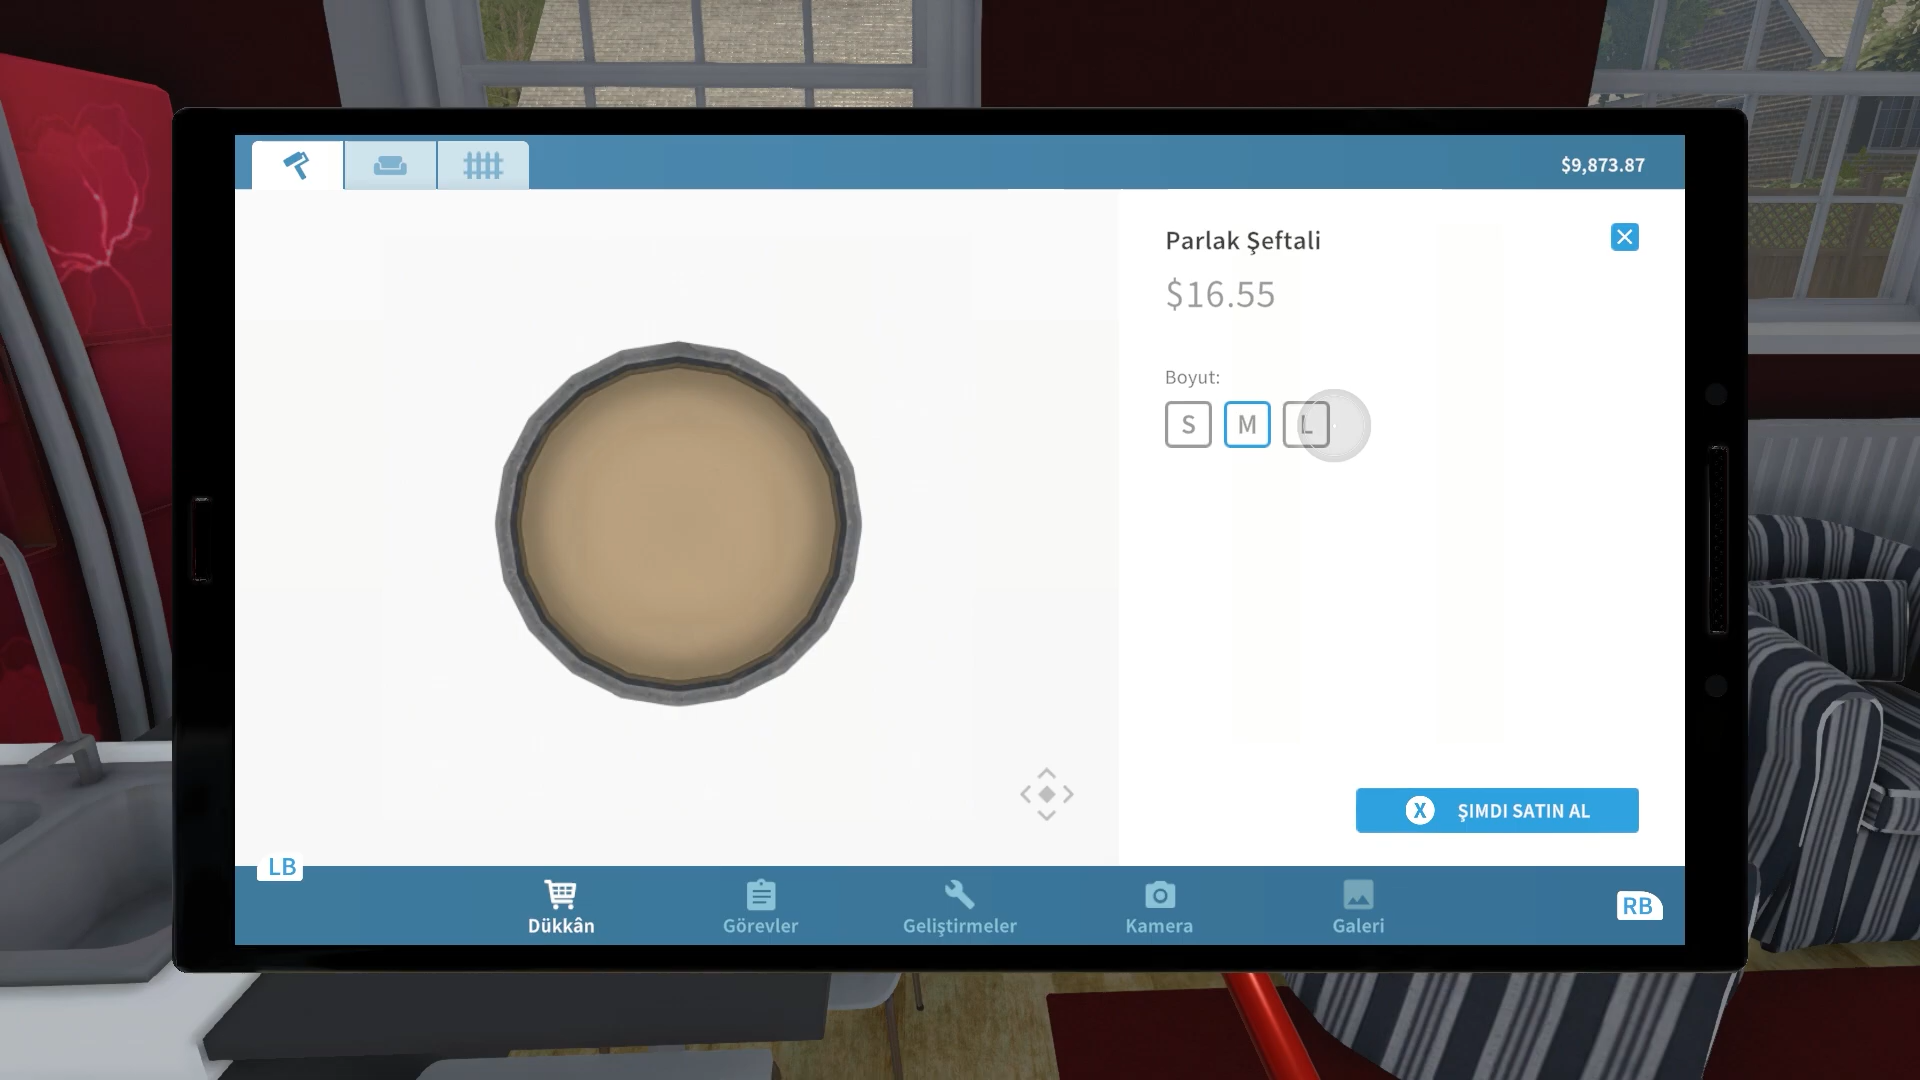 $9,873.87
Parlak Şeftali
$16.55
Boyut:
S M L
X ŞIMDI SATIN AL
LB
Dükkân Görevler Geliştirmeler Kamera Galeri
RB